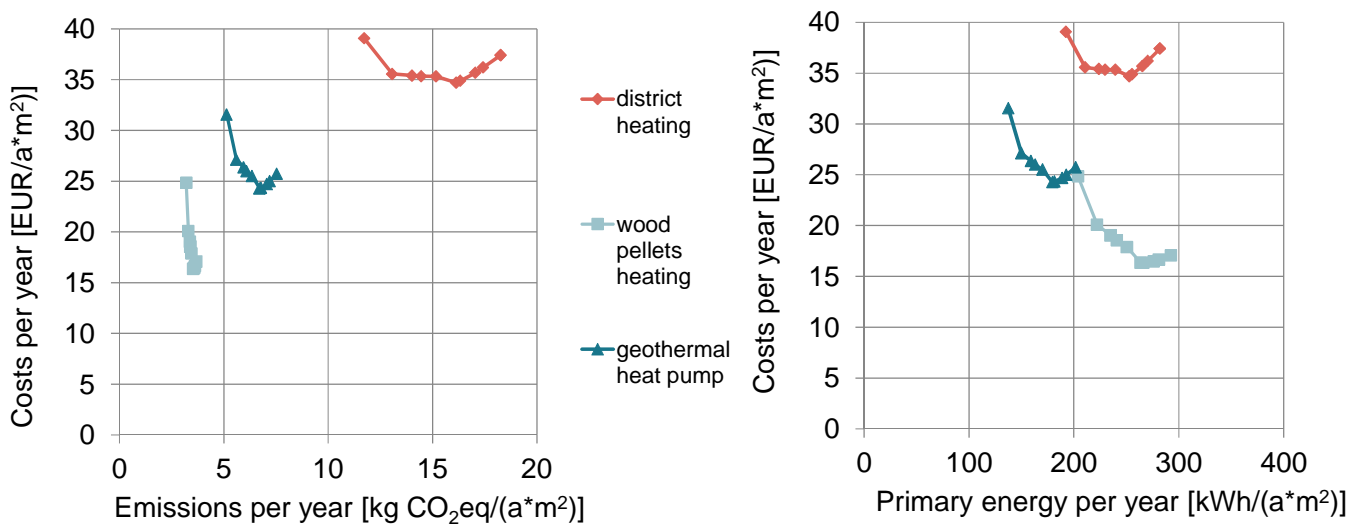 Costs per year [EUR/a*m²)]
40
35
30
25
20
15
10
5
0
0 5 10 15 20
Emissions per year [kg CO₂eq/(a*m²)]
district
heating
wood
pellets
heating
geothermal
heat pump
Costs per year [EUR/a*m²)]
40
35
30
25
20
15
10
5
0
0 100 200 300 400
Primary energy per year [kWh/(a*m²)]